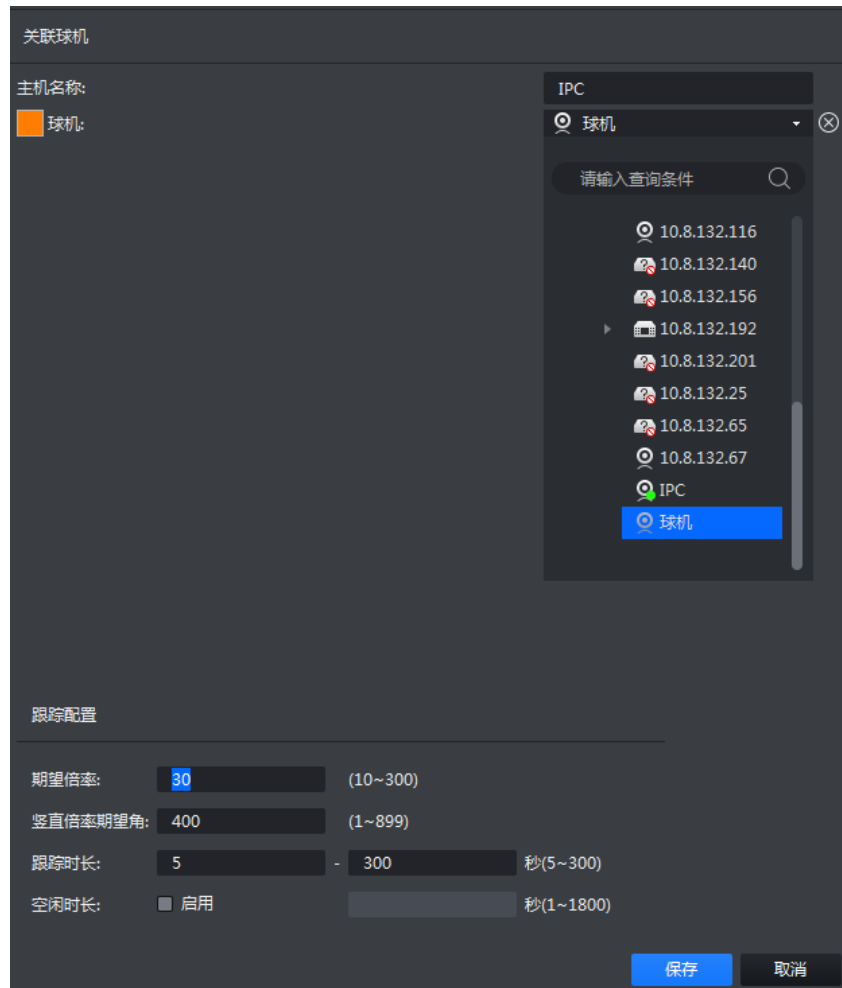 关联球机
主机名称: IPC
球机: 球机
请输入查询条件
10.8.132.116
10.8.132.140
10.8.132.156
10.8.132.192
10.8.132.201
10.8.132.25
10.8.132.65
10.8.132.67
IPC
球机
跟踪配置
期望倍率: 30 (10~300)
竖直倍率期望角: 400 (1~899)
跟踪时长: 5 - 300 秒(5~300)
空闲时长: 启用 秒(1~1800)
保存 取消